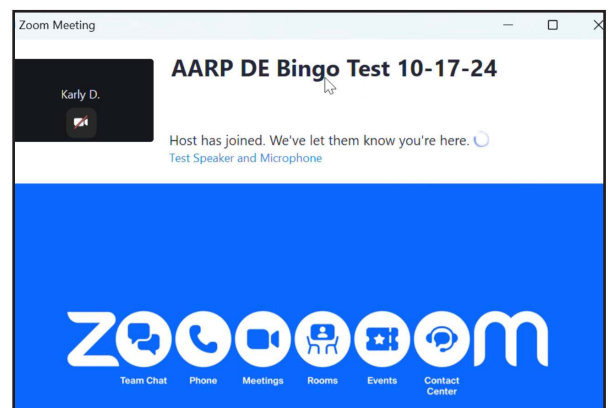 Zoom Meeting
AARP DE Bingo Test 10-17-24
Karly D.
Host has joined. We've let them know you're here.
Test Speaker and Microphone
zoooooom
Team Chat Phone Meetings Rooms Events Contact Center